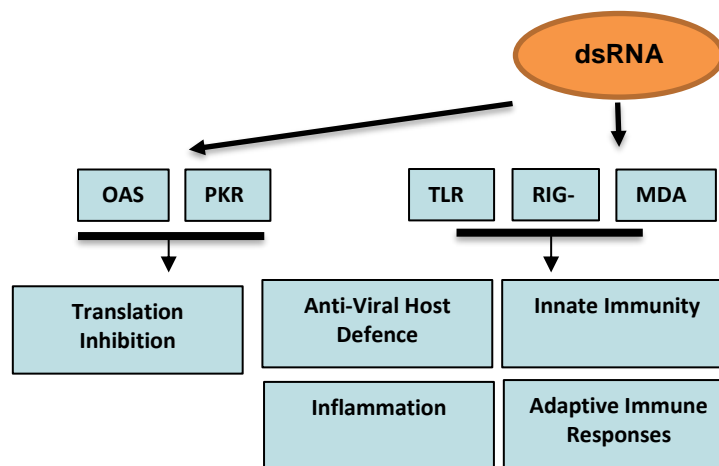 dsRNA
OAS
PKR
TLR
RIG-
MDA
Translation
Inhibition
Anti-Viral Host
Defence
Innate Immunity
Inflammation
Adaptive Immune
Responses